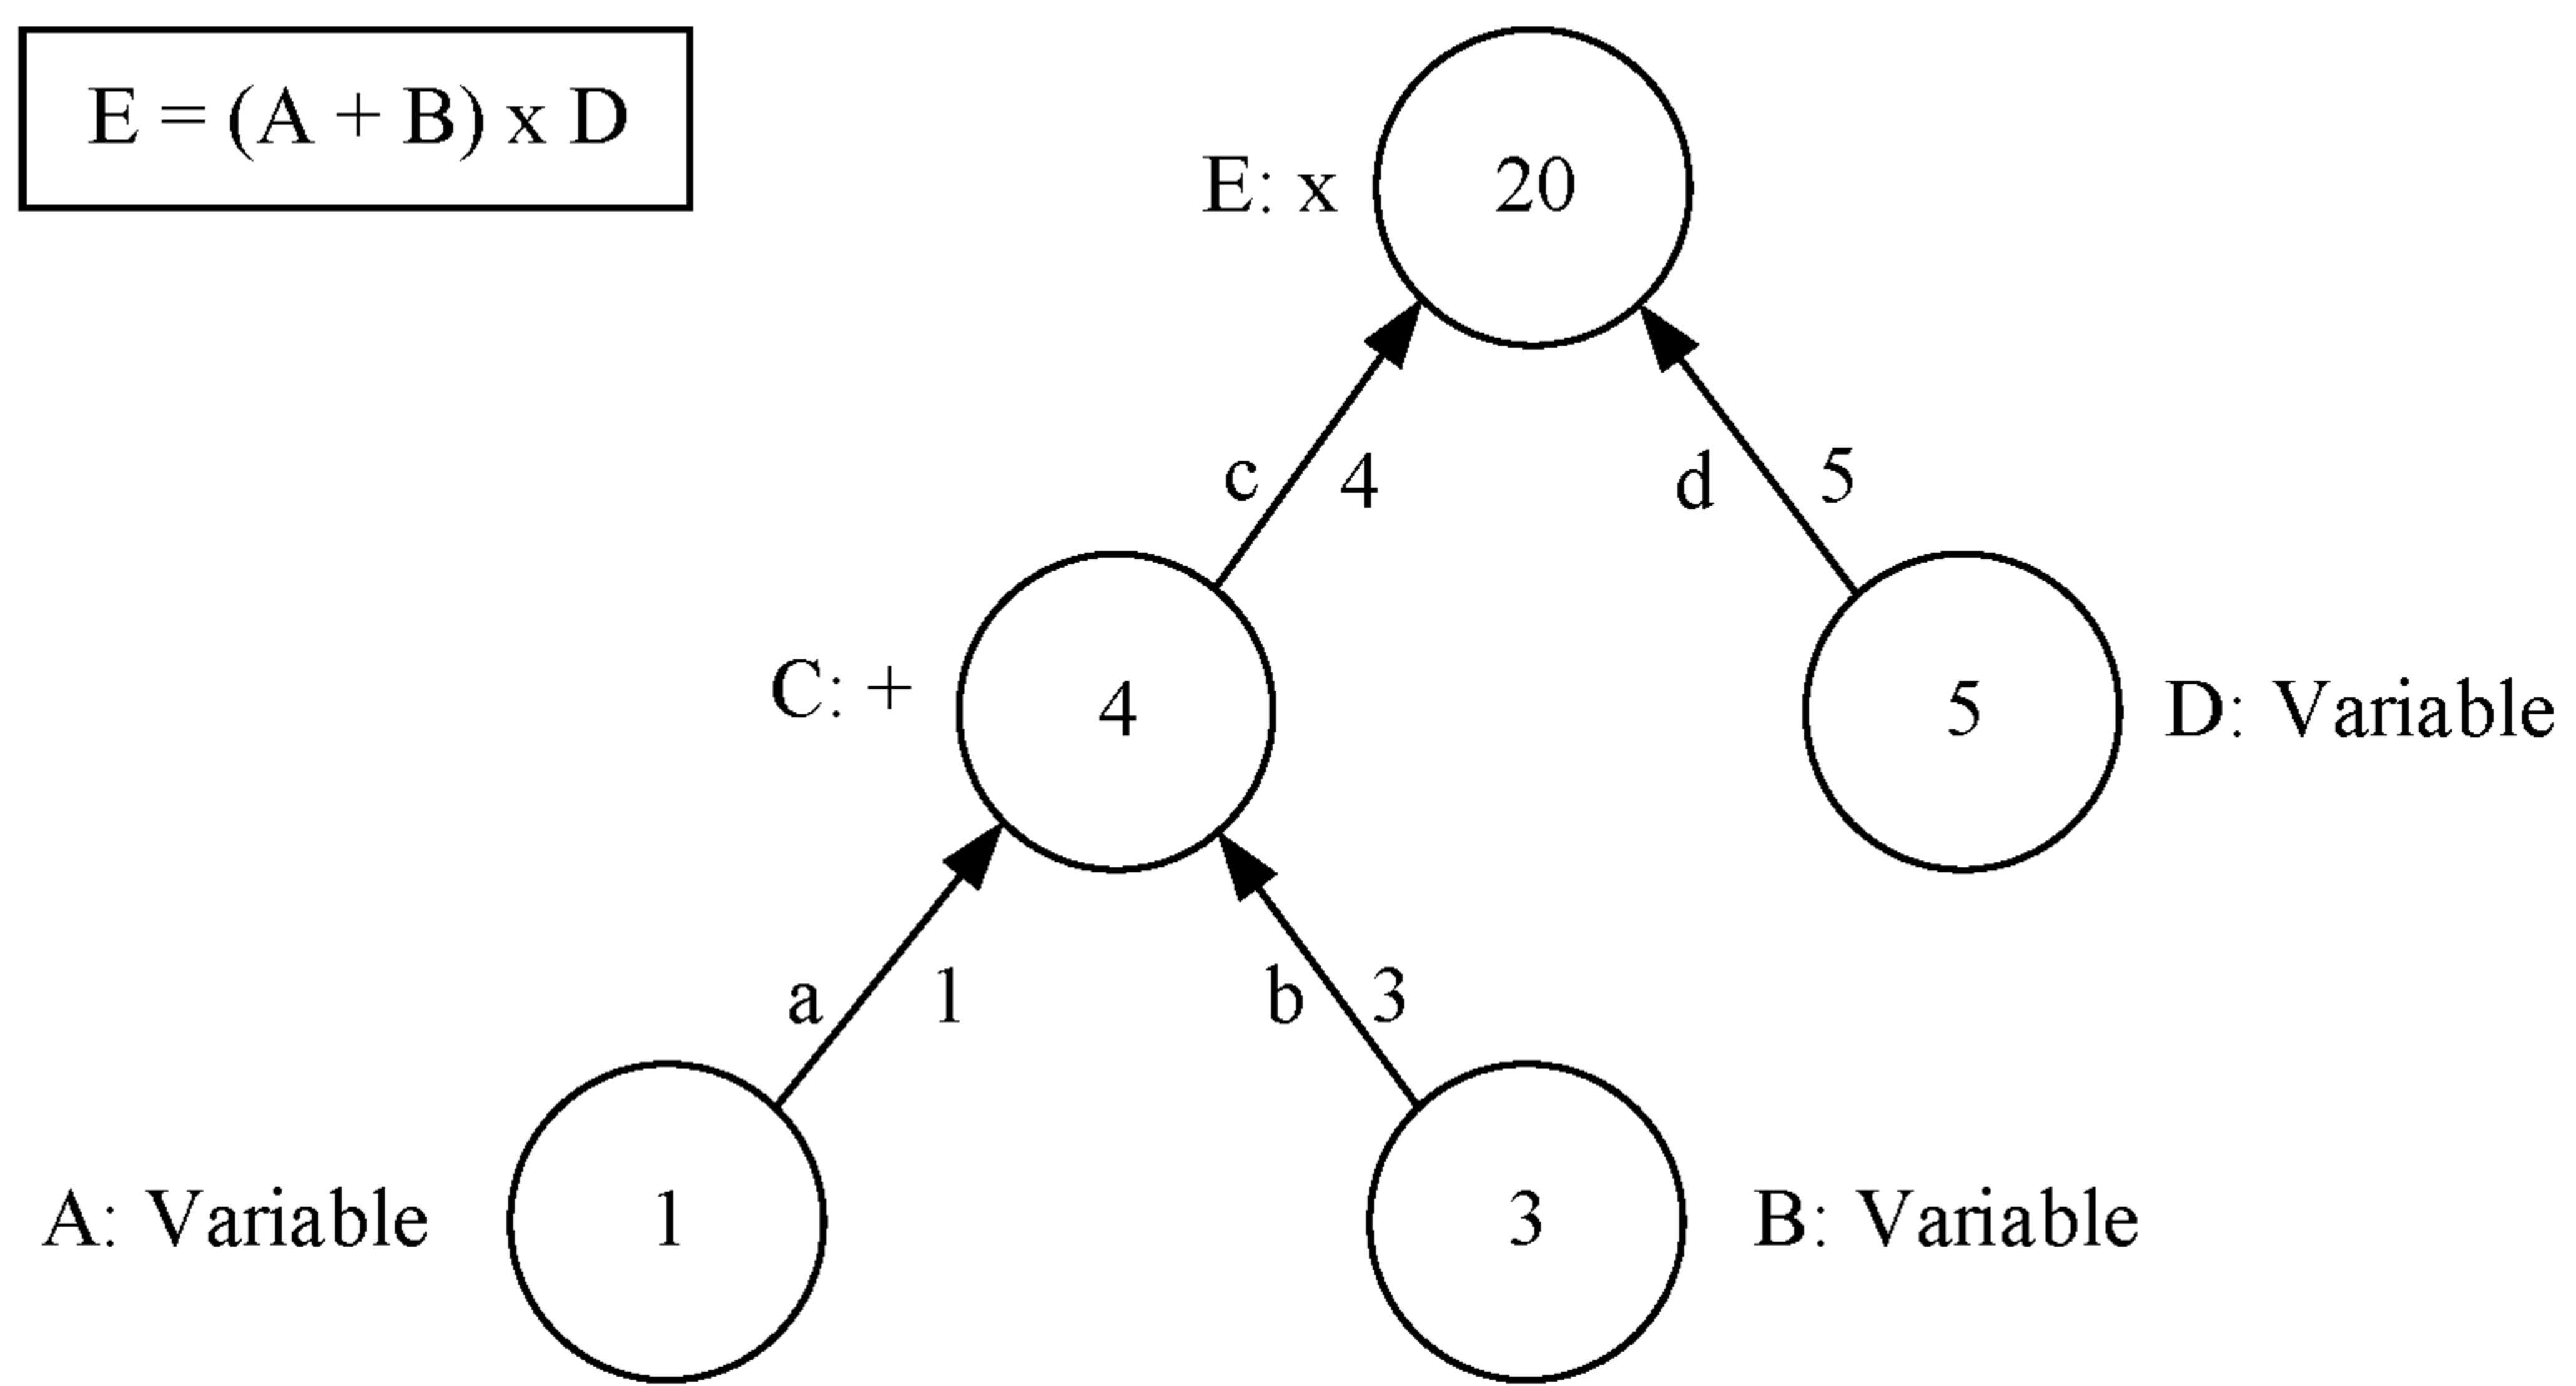 E = (A + B) x D
E: x
20
c
4
d
5
C: +
4
5
D: Variable
a
1
b
3
A: Variable
1
3
B: Variable